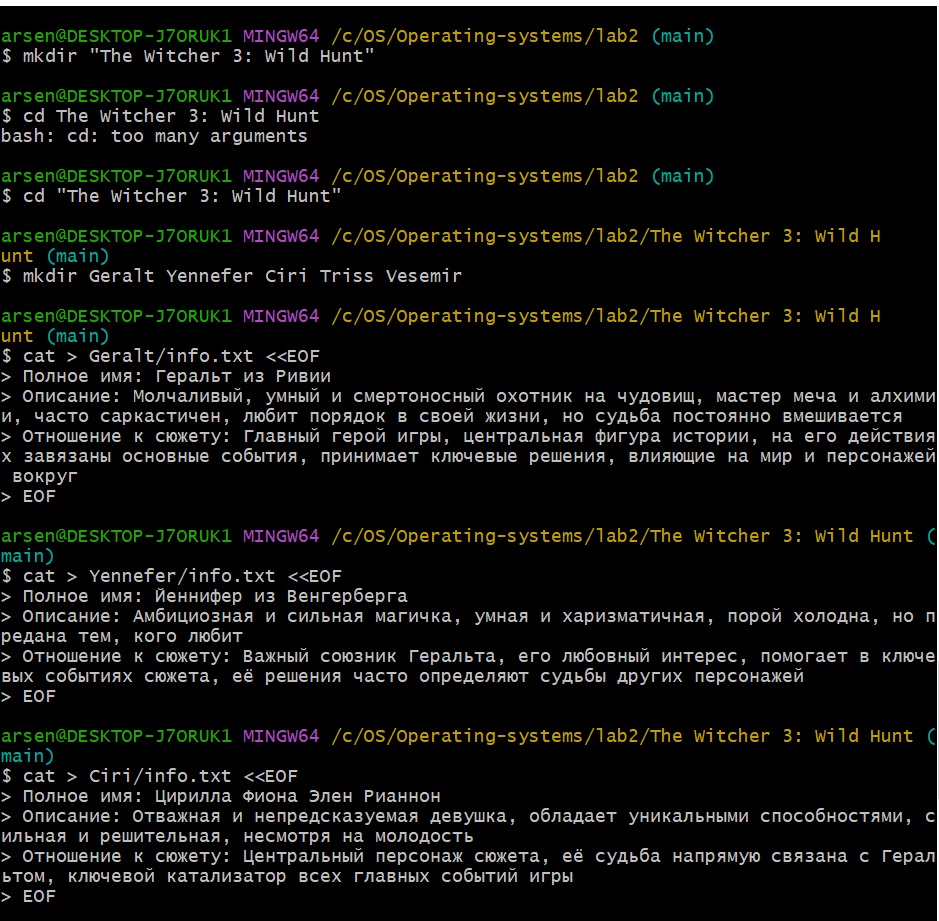 arsen@DESKTOP-J7ORUK1 MINGW64 /c/OS/Operating-systems/lab2 (main)
$ mkdir "The Witcher 3: Wild Hunt"
arsen@DESKTOP-J7ORUK1 MINGW64 /c/OS/Operating-systems/lab2 (main)
$ cd The Witcher 3: Wild Hunt
bash: cd: too many arguments
arsen@DESKTOP-J7ORUK1 MINGW64 /c/OS/Operating-systems/lab2 (main)
$ cd "The Witcher 3: Wild Hunt"
arsen@DESKTOP-J7ORUK1 MINGW64 /c/OS/Operating-systems/lab2/The Witcher 3: Wild H
unt (main)
$ mkdir Geralt Yennefer Ciri Triss Vesemir
arsen@DESKTOP-J7ORUK1 MINGW64 /c/OS/Operating-systems/lab2/The Witcher 3: Wild H
unt (main)
$ cat > Geralt/info.txt <<EOF
> Полное имя: Геральт из Ривии
> Описание: Молчаливый, умный и смертоносный охотник на чудовищ, мастер меча и алхими
и, часто саркастичен, любит порядок в своей жизни, но судьба постоянно вмешивается
> Отношение к сюжету: Главный герой игры, центральная фигура истории, на его действия
х завязаны основные события, принимает ключевые решения, влияющие на мир и персонажей
 вокруг
> EOF
arsen@DESKTOP-J7ORUK1 MINGW64 /c/OS/Operating-systems/lab2/The Witcher 3: Wild Hunt (
main)
$ cat > Yennefer/info.txt <<EOF
> Полное имя: Йеннифер из Венгерберга
> Описание: Амбициозная и сильная магичка, умная и харизматичная, порой холодна, но п
редана тем, кого любит
> Отношение к сюжету: Важный союзник Геральта, его любовный интерес, помогает в ключе
вых событиях сюжета, её решения часто определяют судьбы других персонажей
> EOF
arsen@DESKTOP-J7ORUK1 MINGW64 /c/OS/Operating-systems/lab2/The Witcher 3: Wild Hunt (
main)
$ cat > Ciri/info.txt <<EOF
> Полное имя: Цирилла Фиона Элен Рианнон
> Описание: Отважная и непредсказуемая девушка, обладает уникальными способностями, с
ильная и решительная, несмотря на молодость
> Отношение к сюжету: Центральный персонаж сюжета, её судьба напрямую связана с Герал
ьтом, ключевой катализатор всех главных событий игры
> EOF